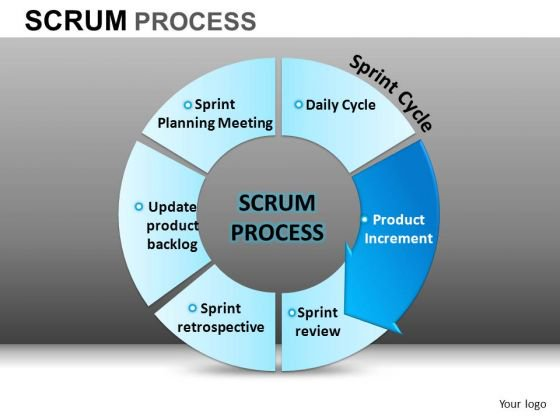 SCRUM PROCESS
Sprint Cycle
Sprint
Planning Meeting
Daily Cycle
Update
product
backlog
SCRUM
PROCESS
Product
Increment
Sprint
retrospective
Sprint
review
Your logo